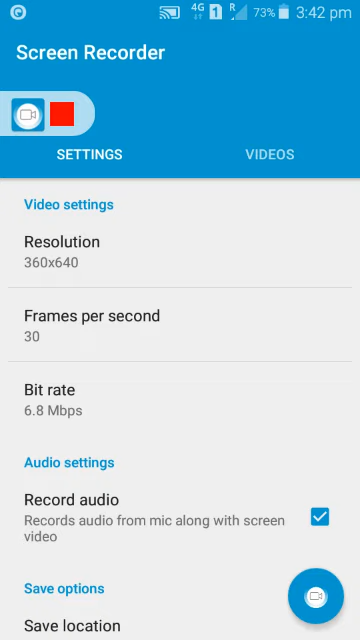 4G 1 R 73% 3:42 pm
Screen Recorder
SETTINGS VIDEOS
Video settings
Resolution
360x640
Frames per second
30
Bit rate
6.8 Mbps
Audio settings
Record audio
Records audio from mic along with screen
video
Save options
Save location